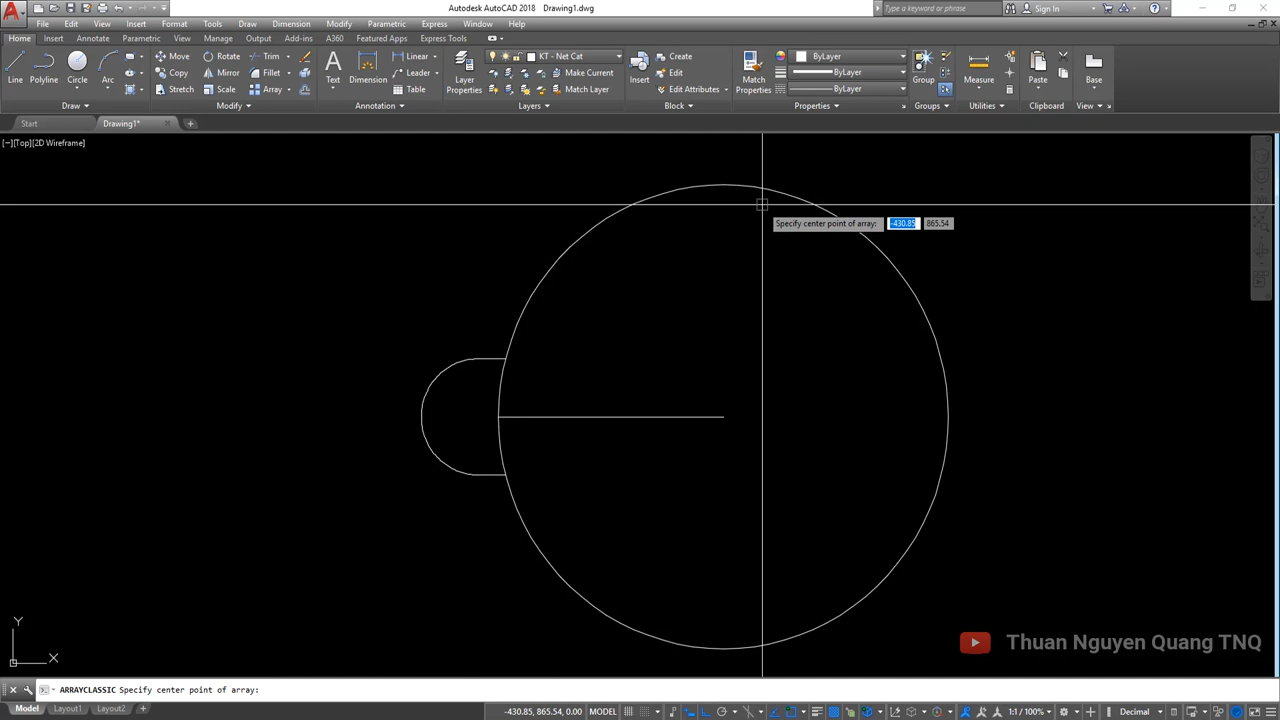 Autodesk AutoCAD 2018 Drawing1.dwg
Type a keyword or phrase
Sign In
File Edit View Insert Format Tools Draw Dimension Modify Parametric Express Window Help
Home Insert Annotate Parametric View Manage Output Add-ins A360 Featured Apps Express Tools
Line Polyline Circle Arc
Move Rotate Trim
Copy Mirror Fillet
Stretch Scale Array
Text Dimension
Linear
Leader
Table
Layer Properties
KT - Net Cat
Make Current
Match Layer
Insert
Create
Edit
Edit Attributes
Match Properties
ByLayer
ByLayer
ByLayer
Group
Measure
Paste
Base
Draw Modify Annotation Layers Block Properties Groups Utilities Clipboard View
Start Drawing1*
[−][Top][2D Wireframe]
Specify center point of array: -430.85 865.54
Y
X
Thuan Nguyen Quang TNQ
ARRAYCLASSIC Specify center point of array:
Model Layout1 Layout2
-430.85, 865.54, 0.00 MODEL
1:1 / 100%
Decimal